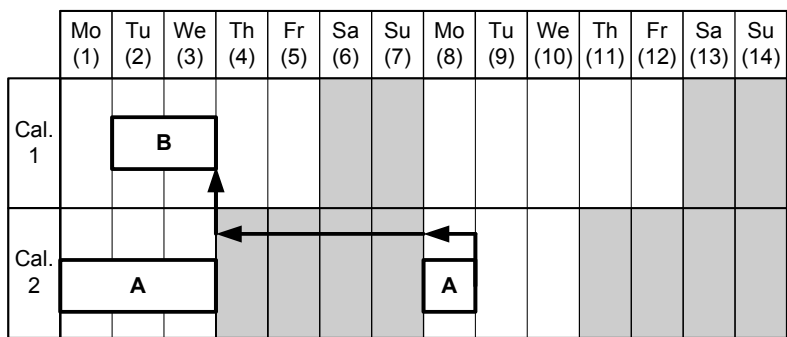 Mo Tu We Th Fr Sa Su Mo Tu We Th Fr Sa Su
(1) (2) (3) (4) (5) (6) (7) (8) (9) (10) (11) (12) (13) (14)
Cal.
1
B
Cal.
2
A A